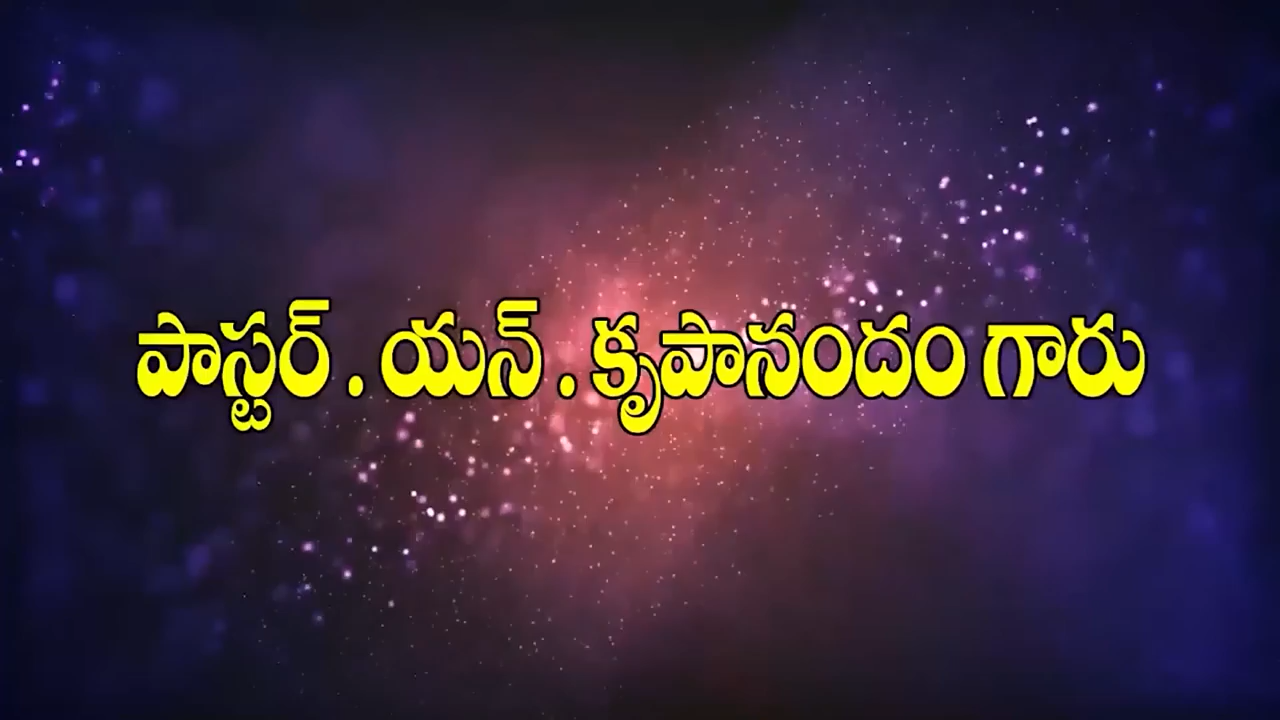 పాస్టర్ . యన్ . కృపానందం గారు